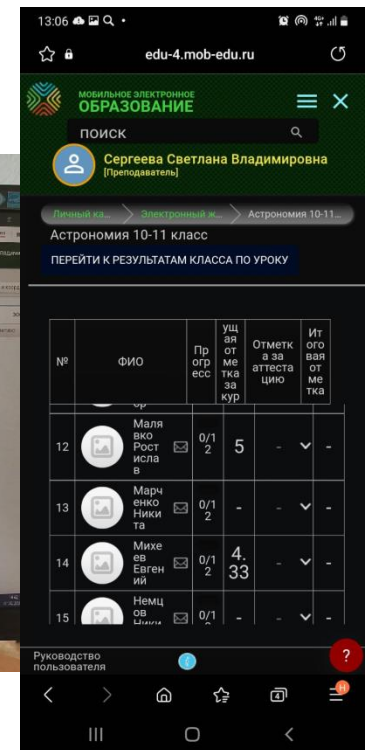 13:06
edu-4.mob-edu.ru
МОБИЛЬНОЕ ЭЛЕКТРОННОЕ
ОБРАЗОВАНИЕ
ПОИСК
Сергеева Светлана Владимировна
[Преподаватель]
Личный ка... Электронный ж... Астрономия 10-11...
Астрономия 10-11 класс
ПЕРЕЙТИ К РЕЗУЛЬТАТАМ КЛАССА ПО УРОКУ
№
ФИО
Пр
огр
есс
ущ
ая
от
мет
ка
за
кур
Отметк
а за
аттеста
цию
Ит
ого
вая
от
ме
тка
12
Маля
вко
Рост
исла
в
0/1
2
5
-
-
13
Марч
енко
Ники
та
0/1
2
-
-
-
14
Михе
ев
Евген
ий
0/1
2
4.
33
-
-
15
Немц
ов
Ники
0/1
-
-
-
Руководство
пользователя
?
4